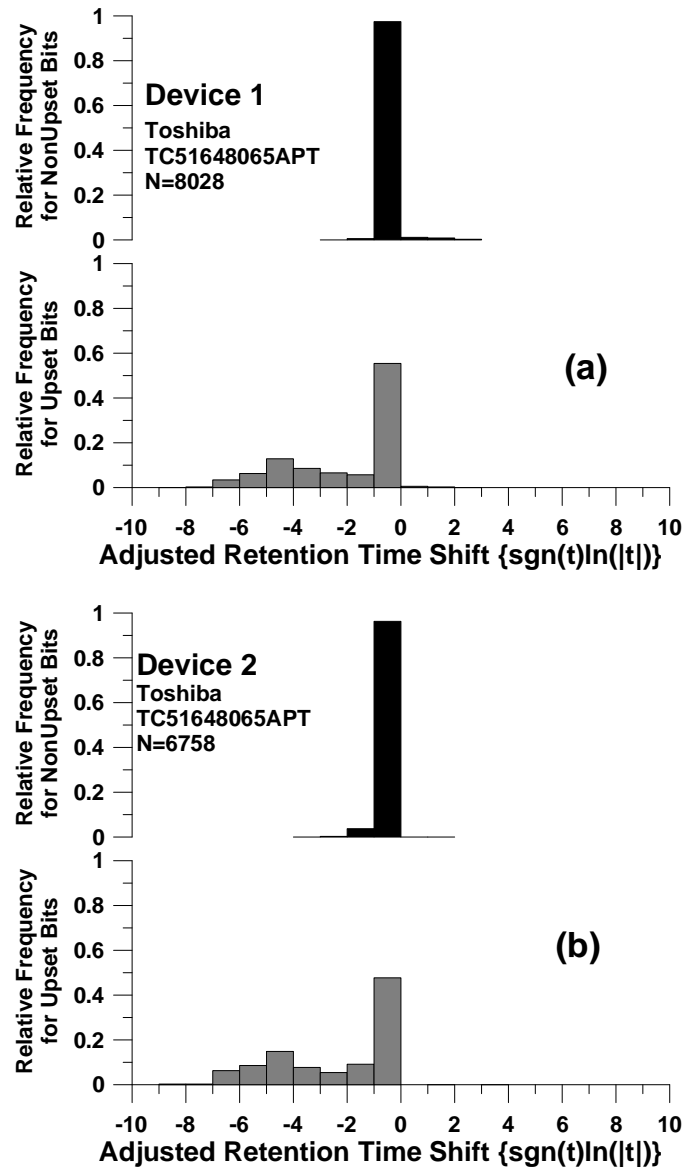 1
0.8
0.6
0.4
0.2
0
Relative Frequency
for NonUpset Bits
Device 1
Toshiba
TC51648065APT
N=8028
1
0.8
0.6
0.4
0.2
0
Relative Frequency
for Upset Bits
(a)
-10 -8 -6 -4 -2 0 2 4 6 8 10
Adjusted Retention Time Shift {sgn(t)ln(|t|)}
1
0.8
0.6
0.4
0.2
0
Relative Frequency
for NonUpset Bits
Device 2
Toshiba
TC51648065APT
N=6758
1
0.8
0.6
0.4
0.2
0
Relative Frequency
for Upset Bits
(b)
-10 -8 -6 -4 -2 0 2 4 6 8 10
Adjusted Retention Time Shift {sgn(t)ln(|t|)}